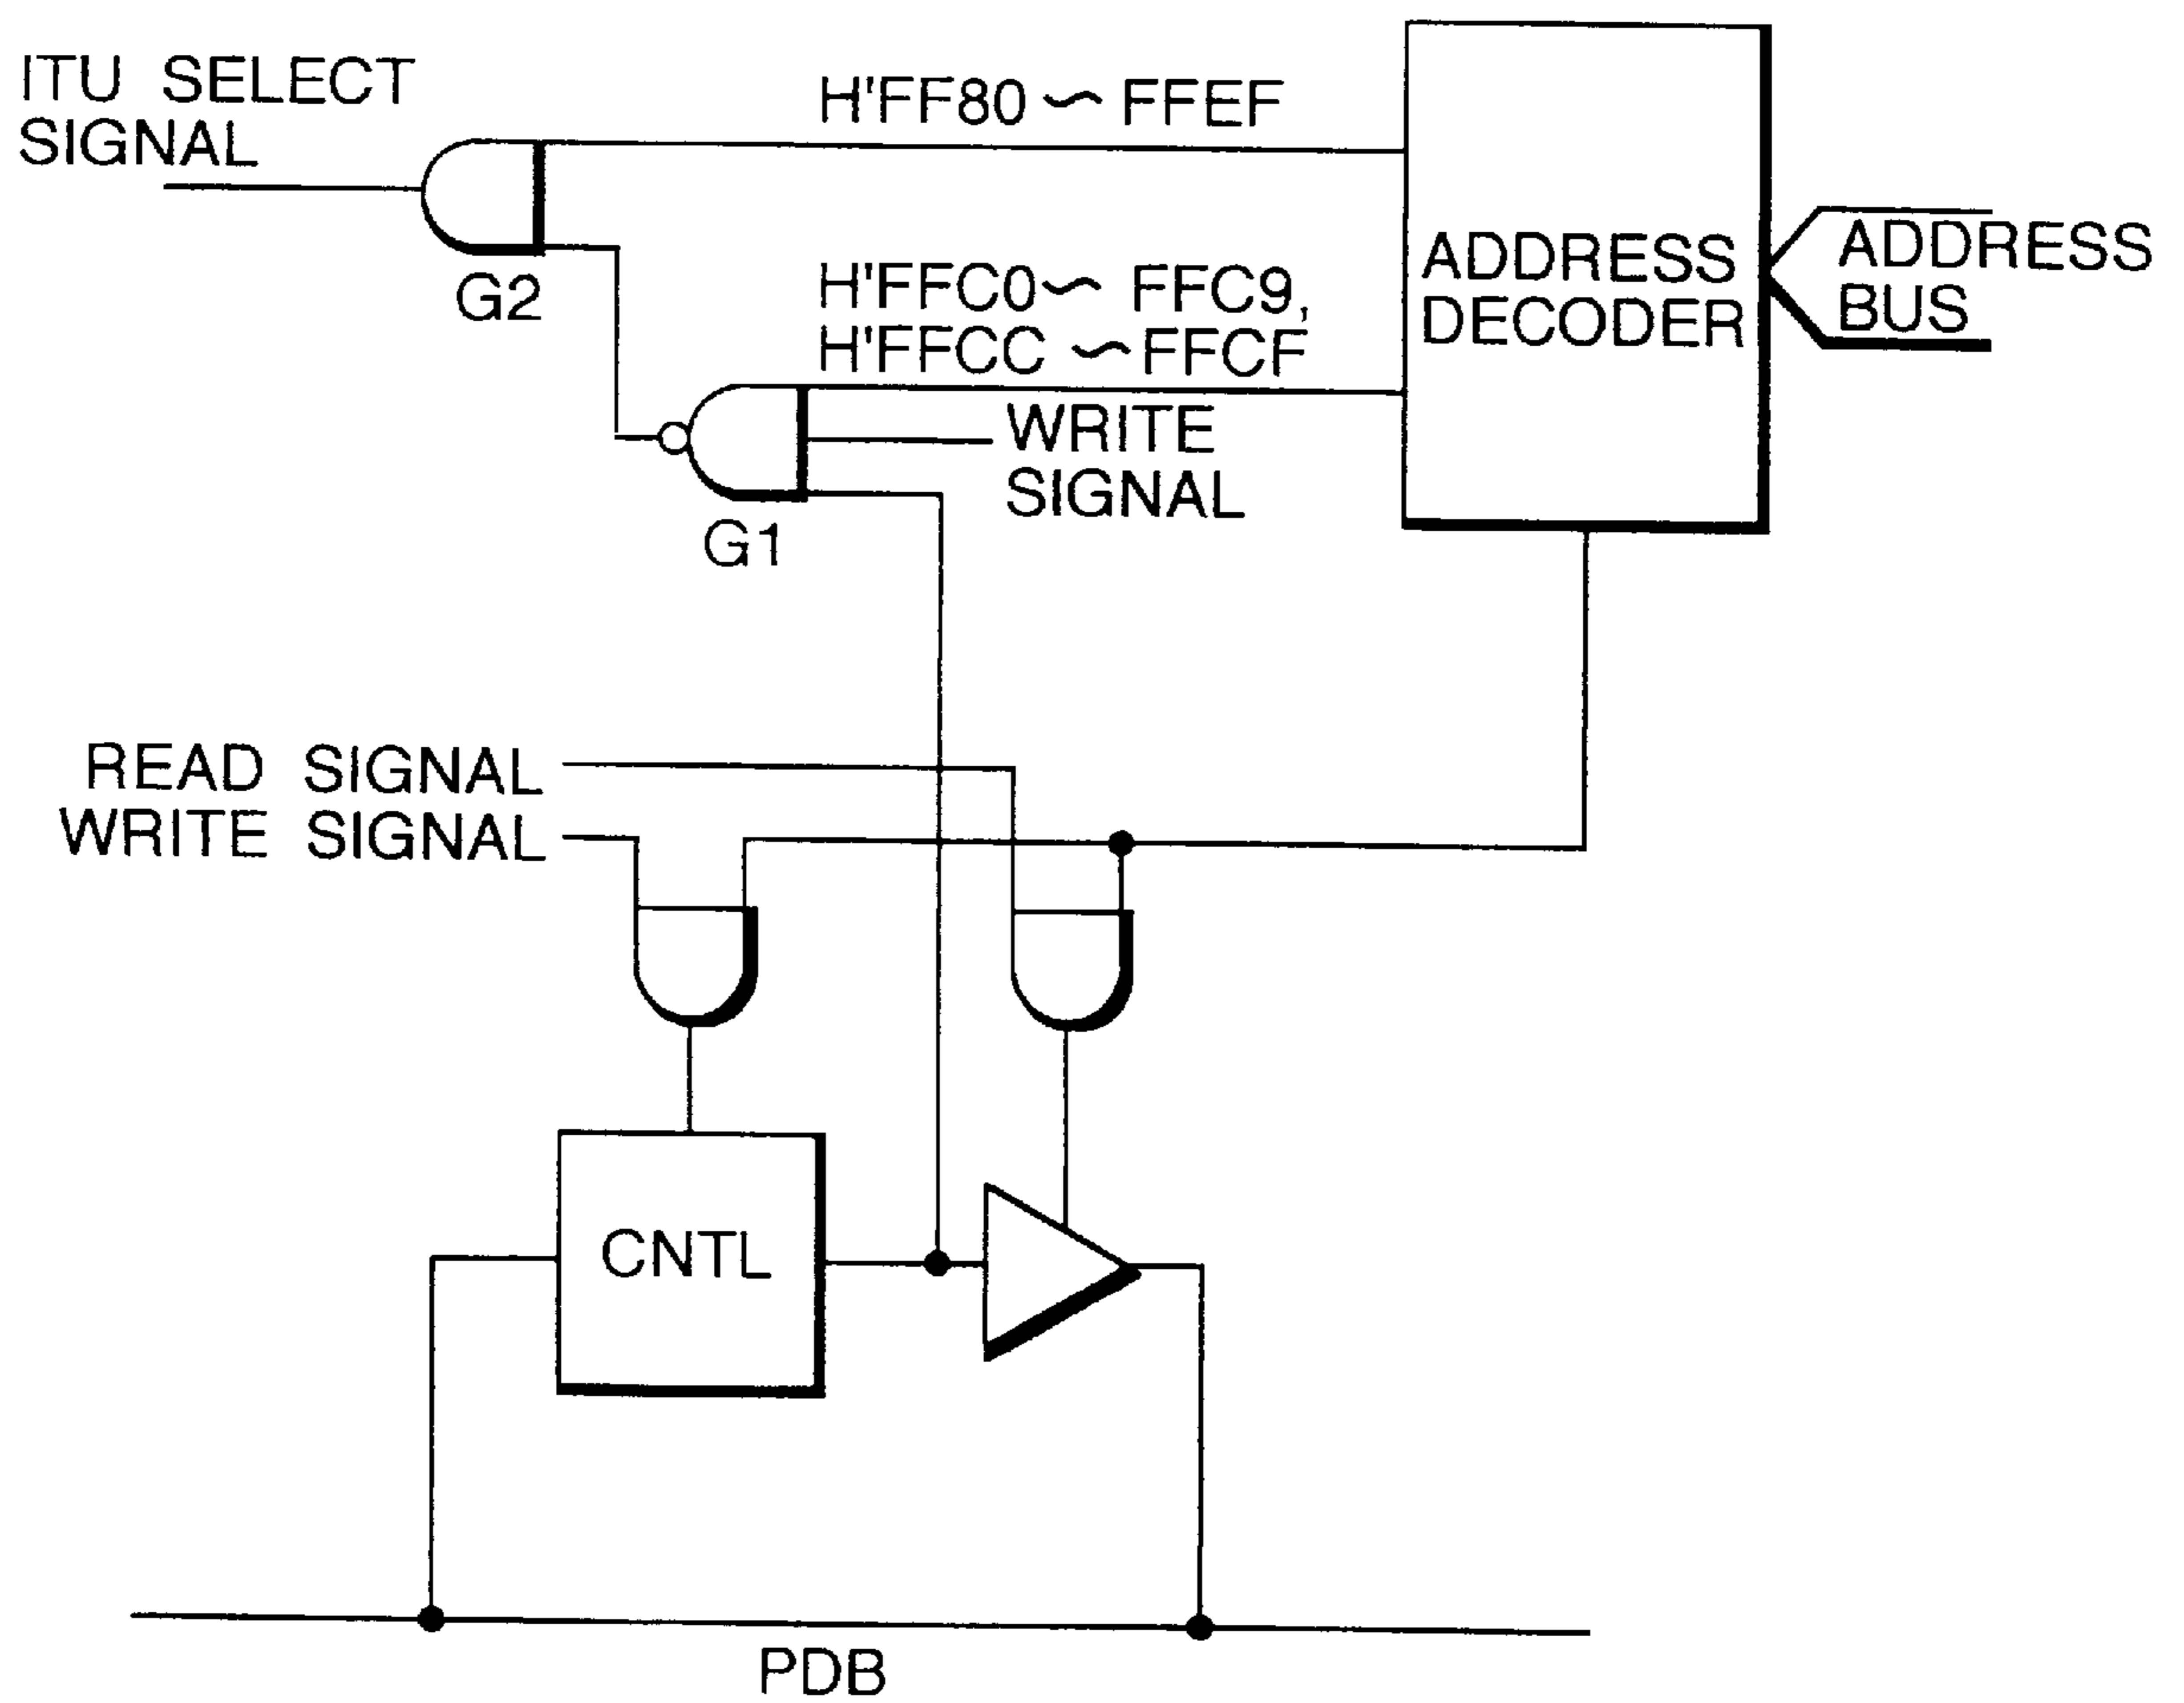 ITU SELECT
SIGNAL
H'FF80 ~ FFEF
G2
H'FFC0 ~ FFC9,
H'FFCC ~ FFCF
ADDRESS
DECODER
ADDRESS
BUS
WRITE
SIGNAL
G1
READ SIGNAL
WRITE SIGNAL
CNTL
PDB